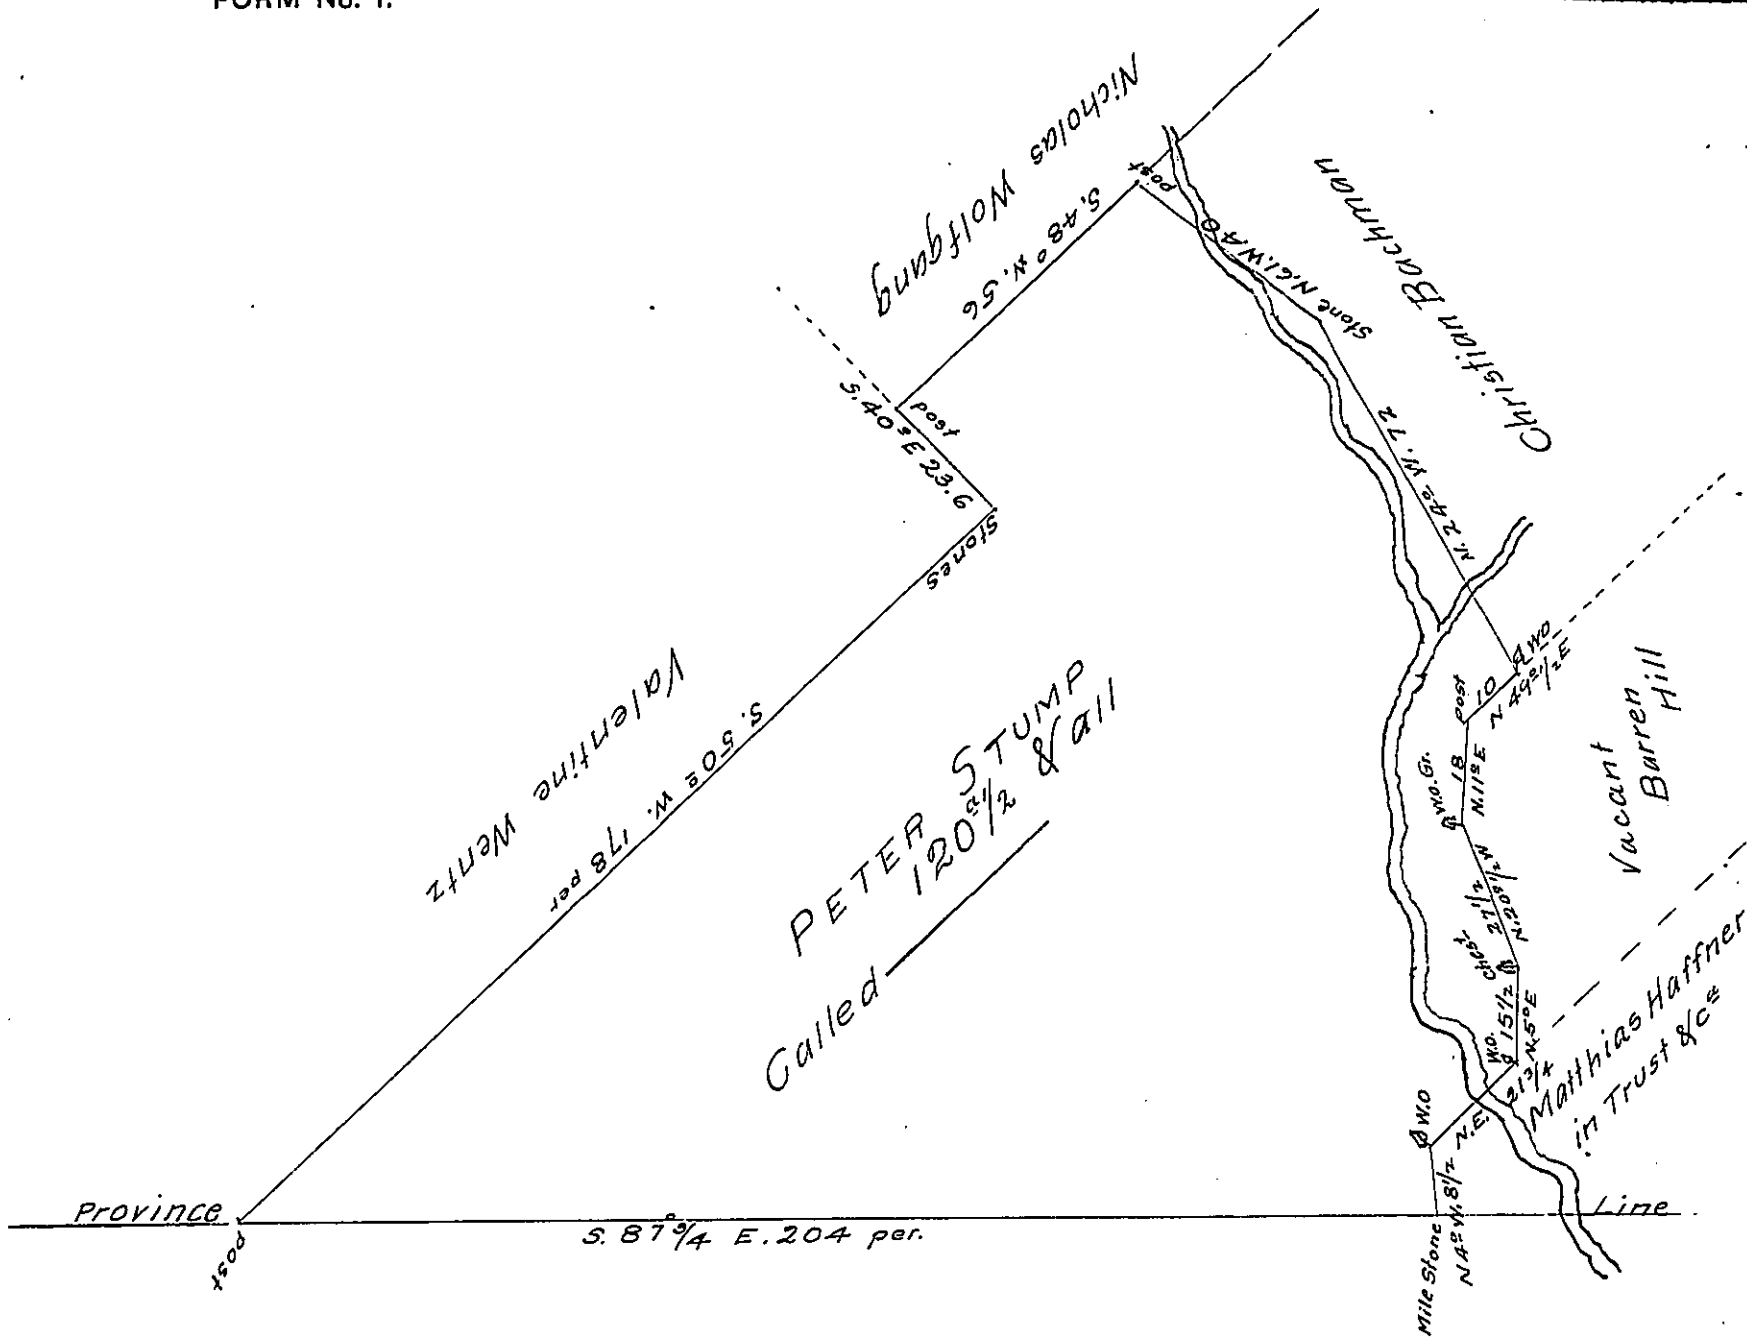 FORM No. 1.
Nicholas Wolfgang
S. 48° W. 56
post
Christian Bachman
N. 61. W. 40
Stone
N. 24° W. 72
S. 40° E 23.6
post
Stones
Valentine Wentz
S. 50° W. 178 per
PETER STUMP
120 1/2 & all
Called
W.O
N 49° 1/2 E
10
post
18
N. 11° E
W.O. Gr.
27 1/2
N. 20° 1/2 W
Chest.
15 1/2
N. 5° E
W.O.
Vacant
Barren
Hill
Matthias Haffner
in Trust & ca
21 3/4
N. E.
W.O
N 4° W. 8 1/2
Mile Stone
Province
Line
post
S. 87° 3/4 E. 204 per.